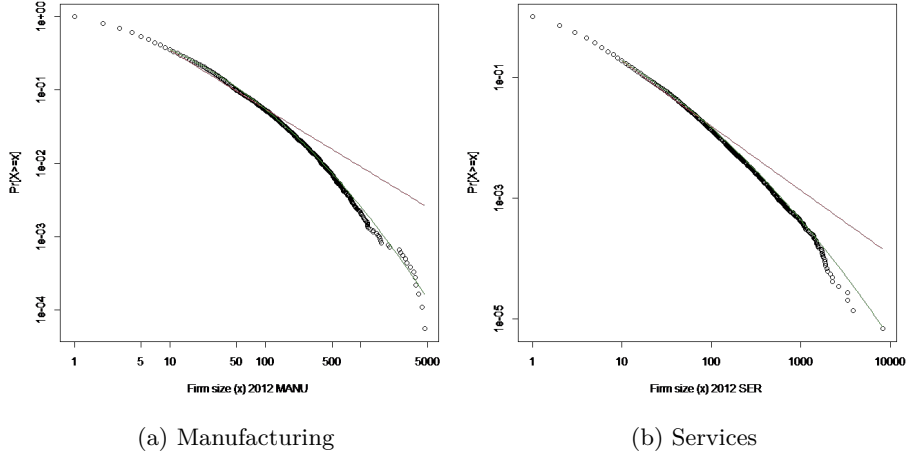 1e+00
1e-01
1e-02
1e-03
1e-04
Pr[X>=x]
1 5 10 50 100 500 5000
Firm size (x) 2012 MANU
(a) Manufacturing
1e-01
1e-03
1e-05
Pr[X>=x]
1 10 100 1000 10000
Firm size (x) 2012 SER
(b) Services